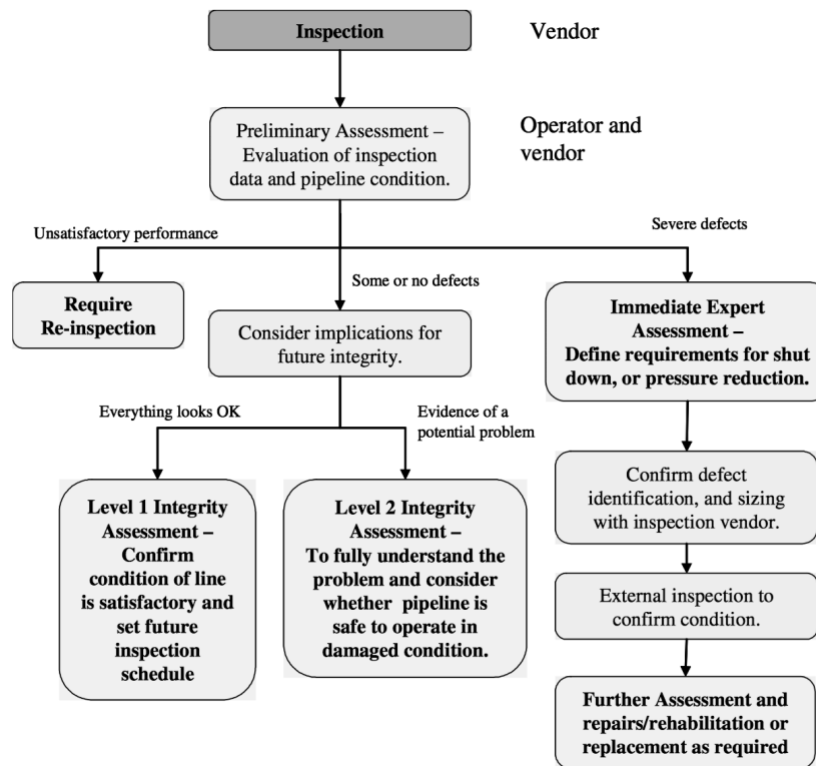 Inspection
Vendor
Preliminary Assessment –
Evaluation of inspection
data and pipeline condition.
Operator and
vendor
Unsatisfactory performance
Severe defects
Some or no defects
Require
Re-inspection
Consider implications for
future integrity.
Immediate Expert
Assessment –
Define requirements for shut
down, or pressure reduction.
Everything looks OK
Evidence of a
potential problem
Level 1 Integrity
Assessment –
Confirm
condition of line
is satisfactory and
set future
inspection
schedule
Level 2 Integrity
Assessment –
To fully understand the
problem and consider
whether pipeline is
safe to operate in
damaged condition.
Confirm defect
identification, and sizing
with inspection vendor.
External inspection to
confirm condition.
Further Assessment and
repairs/rehabilitation or
replacement as required